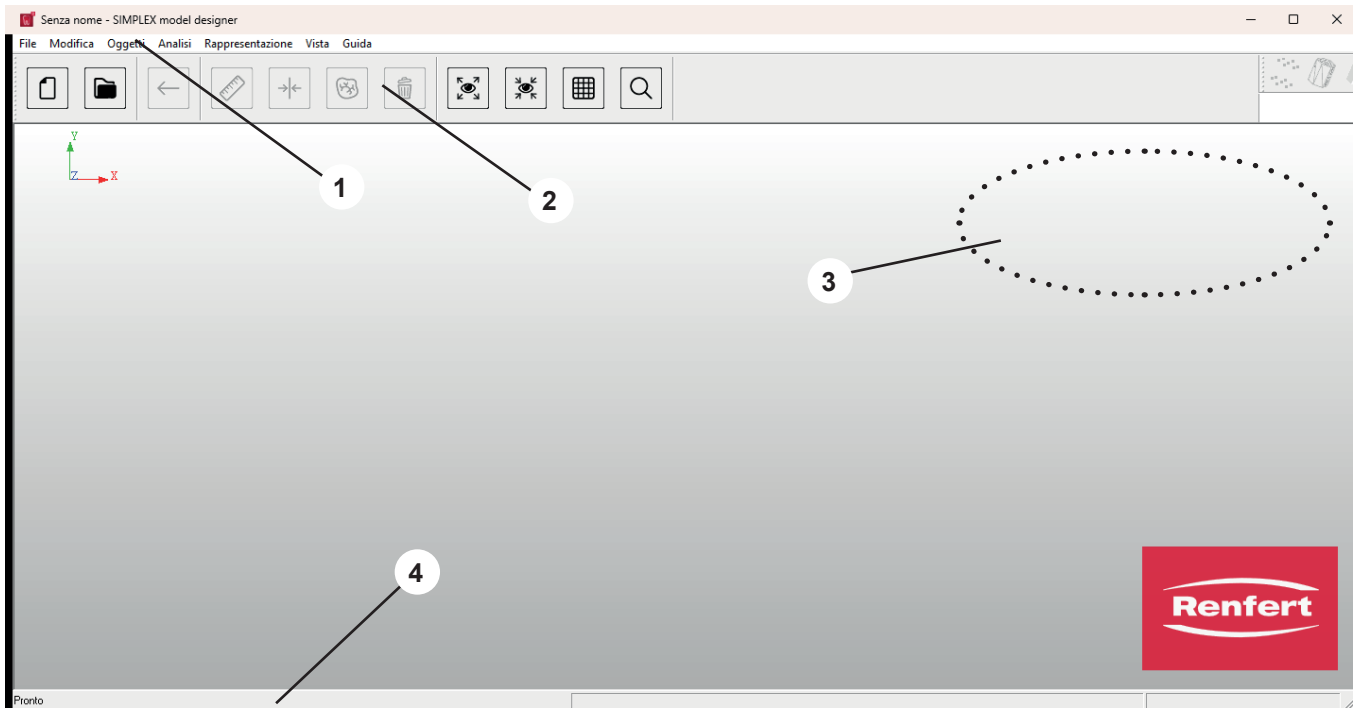 Senza nome - SIMPLEX model designer
File Modifica Oggetti Analisi Rappresentazione Vista Guida
Y
Z X
1
2
3
4
Renfert
Pronto